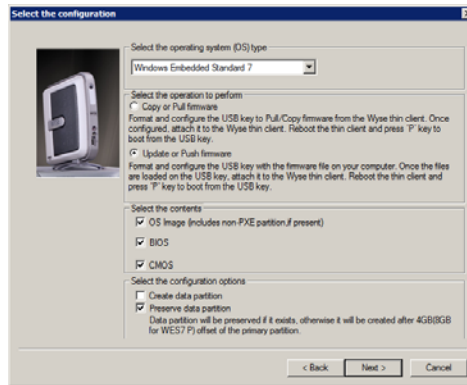 Select the configuration
Select the operating system (OS) type
Windows Embedded Standard 7
Select the operation to perform
Copy or Pull firmware
Format and configure the USB key to Pull/Copy firmware from the Wyse thin client. Once
configured, attach it to the Wyse thin client. Reboot the thin client and press 'P' key to
boot from the USB key.
Update or Push firmware
Format and configure the USB key with the firmware file on your computer. Once the files
are loaded on the USB key, attach it to the Wyse thin client. Reboot the thin client and
press 'P' key to boot from the USB key.
Select the contents
OS Image (includes non-PXE partition,if present)
BIOS
CMOS
Select the configuration options
Create data partition
Preserve data partition
Data partition will be preserved if it exists, otherwise it will be created after 4GB(8GB
for WES7 P) offset of the primary partition.
< Back Next > Cancel